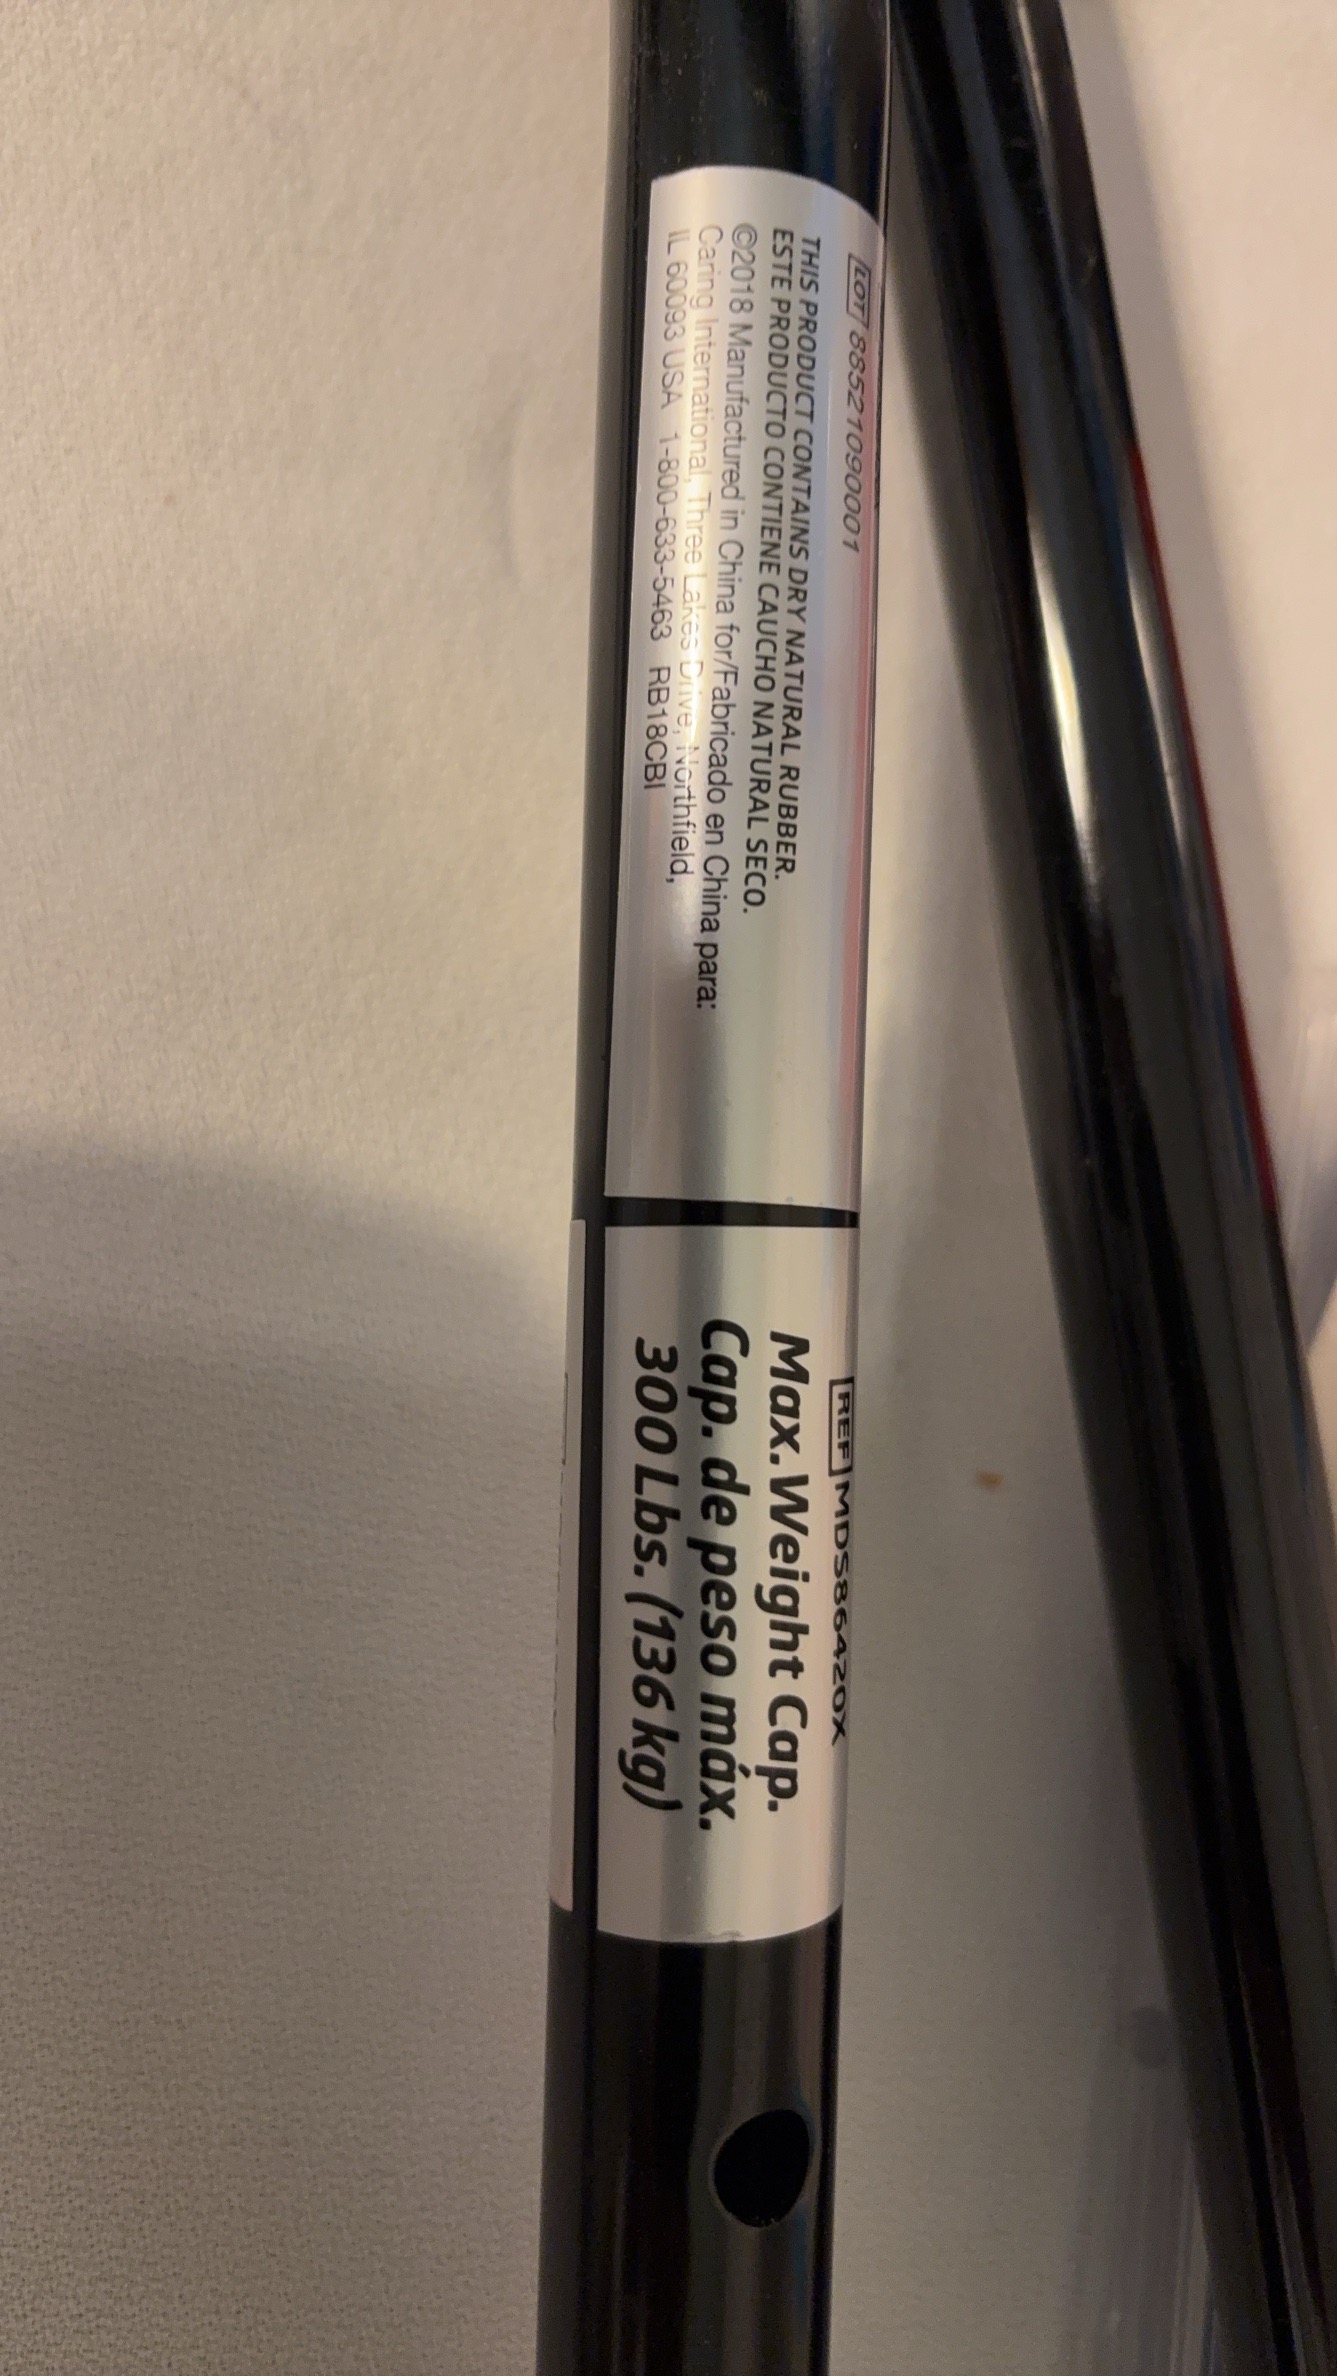 LOT 88521090001
THIS PRODUCT CONTAINS DRY NATURAL RUBBER.
ESTE PRODUCTO CONTIENE CAUCHO NATURAL SECO.
©2018 Manufactured in China for/Fabricado en China para:
Caring International, Three Lakes Drive, Northfield,
IL 60093 USA 1-800-633-5463 RB18CBI
REF MDS86420X
Max. Weight Cap.
Cap. de peso máx.
300 Lbs. (136 kg)